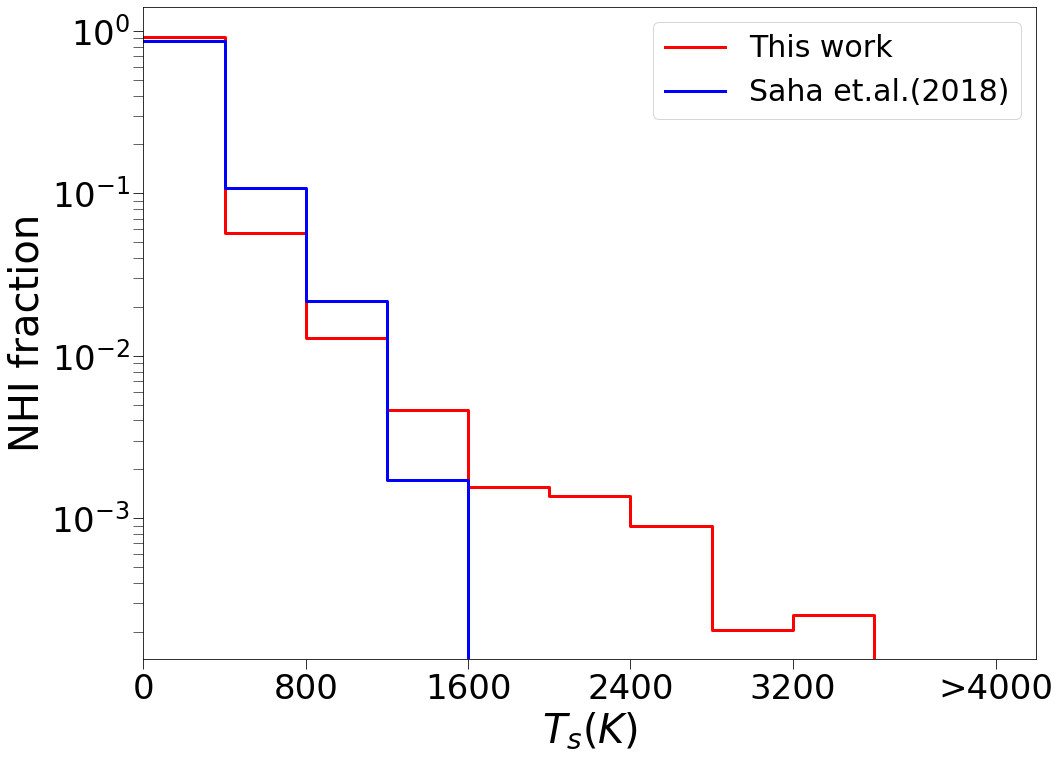 This work
Saha et.al.(2018)
NHI fraction
10^0
10^-1
10^-2
10^-3
0 800 1600 2400 3200 >4000
T_s(K)